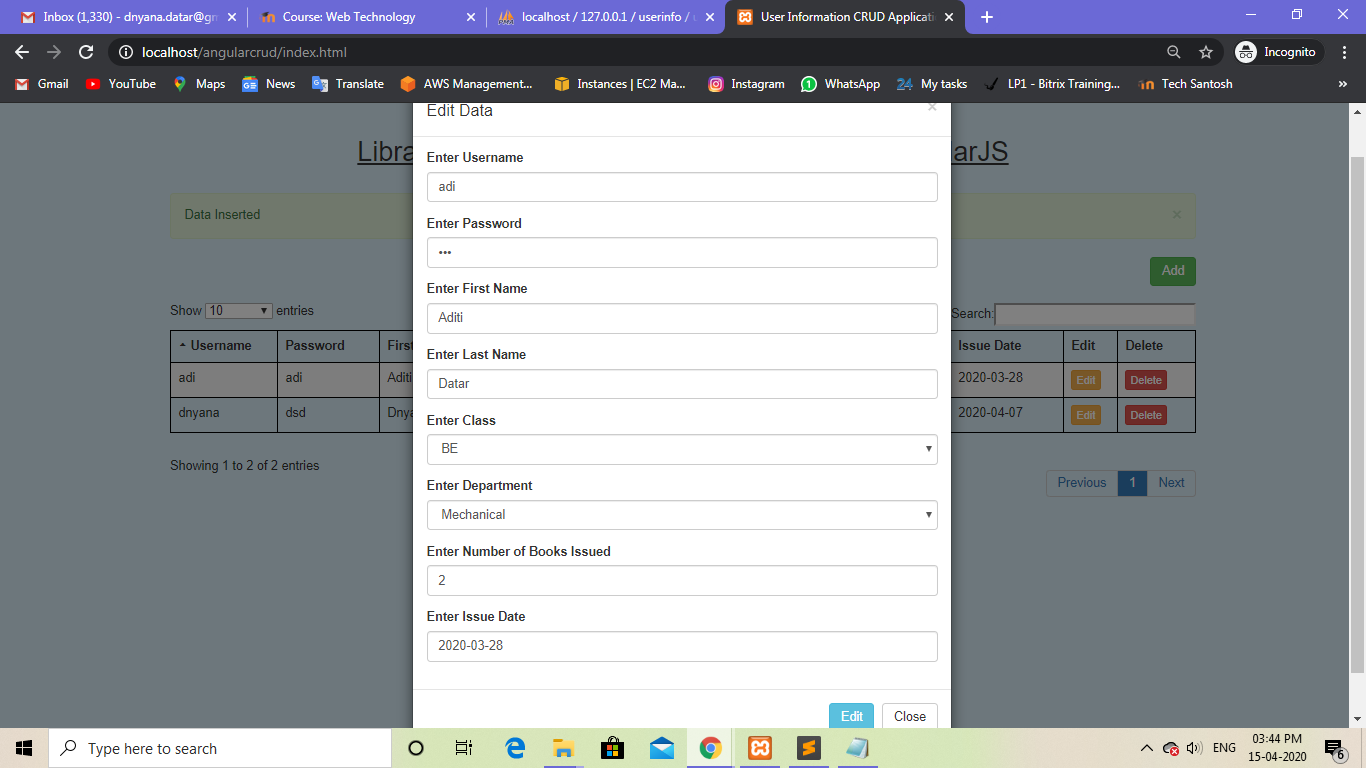 Inbox (1,330) - dnyana.datar@gm
Course: Web Technology
localhost / 127.0.0.1 / userinfo /
User Information CRUD Applicati
localhost/angularcrud/index.html
Incognito
Gmail
YouTube
Maps
News
Translate
AWS Management...
Instances | EC2 Ma...
Instagram
WhatsApp
24 My tasks
LP1 - Bitrix Training...
Tech Santosh
»
Edit Data
×
Libra
arJS
Data Inserted
×
Add
Show 10 entries
Search:
Username Password First Issue Date Edit Delete
adi adi Aditi 2020-03-28 Edit Delete
dnyana dsd Dnya 2020-04-07 Edit Delete
Showing 1 to 2 of 2 entries
Previous 1 Next
Enter Username
adi
Enter Password
•••
Enter First Name
Aditi
Enter Last Name
Datar
Enter Class
BE
Enter Department
Mechanical
Enter Number of Books Issued
2
Enter Issue Date
2020-03-28
Edit Close
Type here to search
ENG
03:44 PM
15-04-2020
6